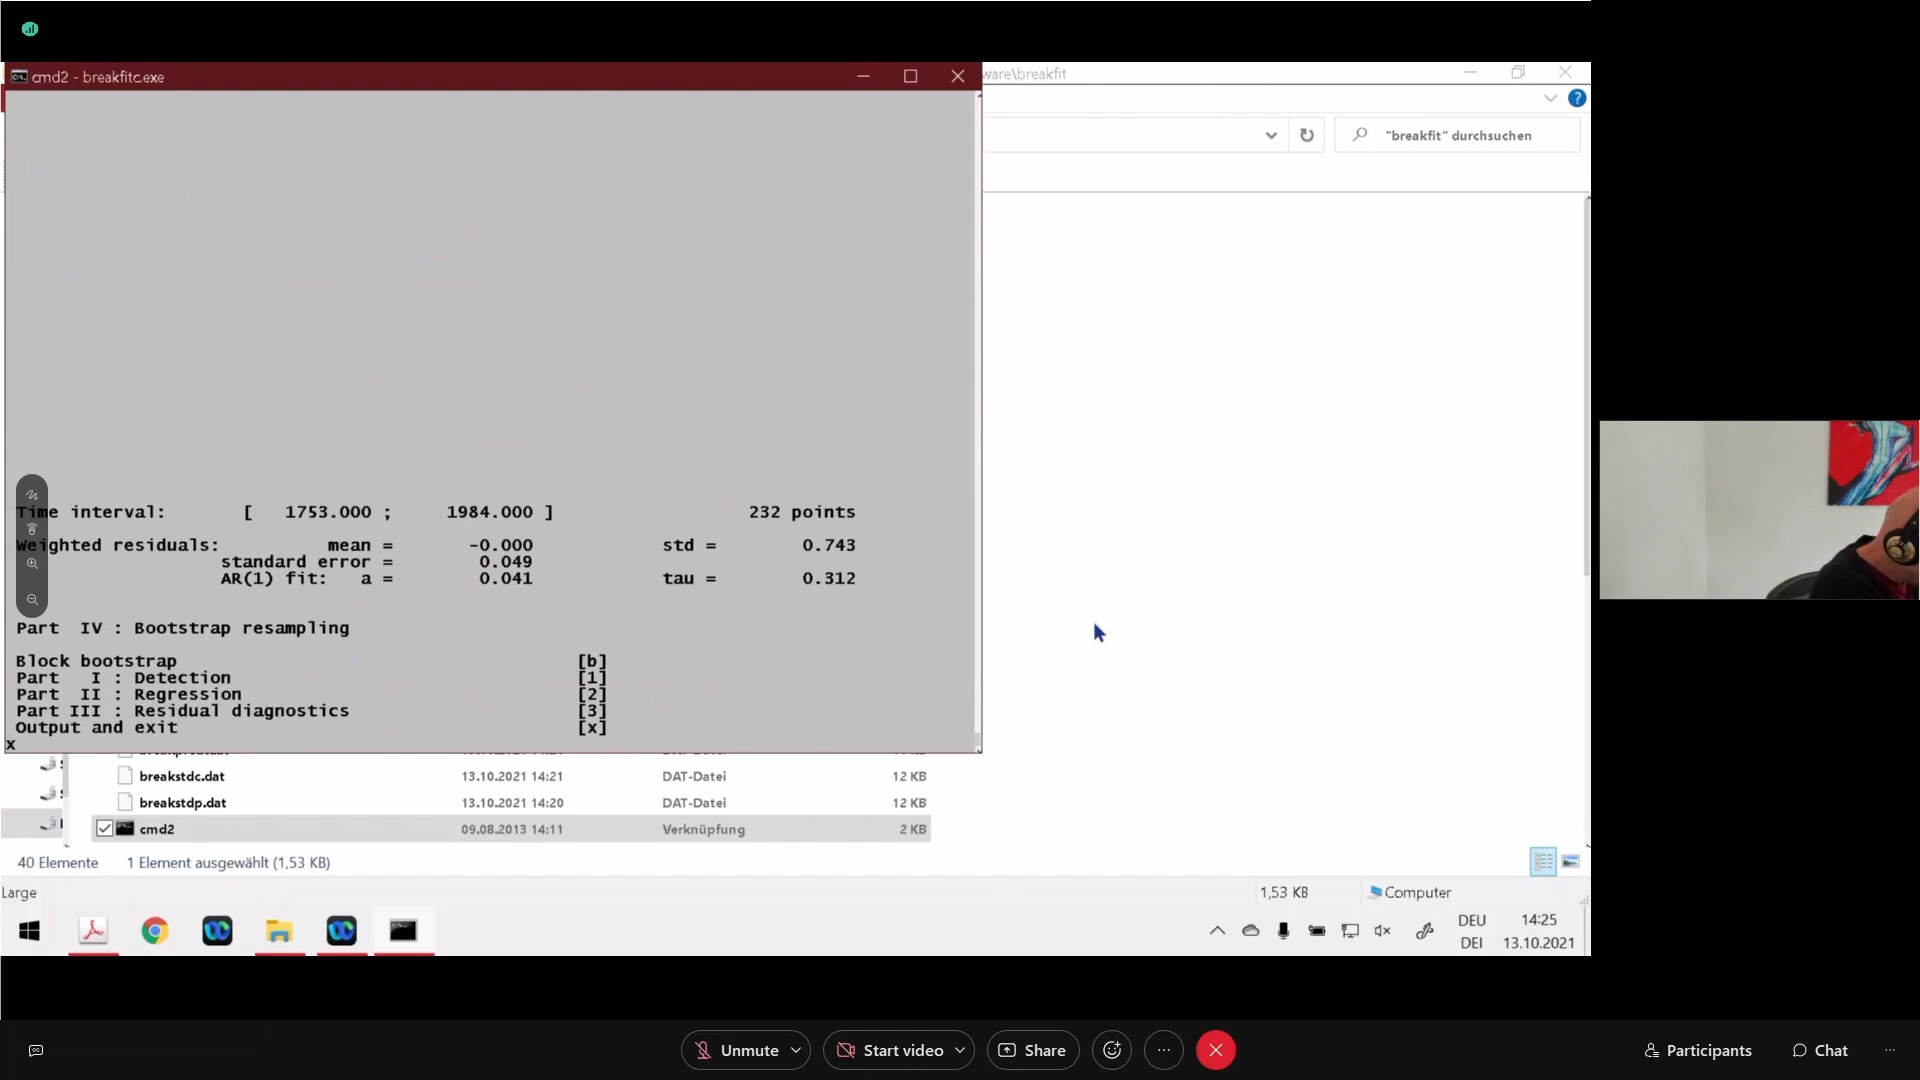 cmd2 - breakfitc.exe
ware\breakfit
"breakfit" durchsuchen
Time interval: [ 1753.000 ; 1984.000 ] 232 points
Weighted residuals: mean = -0.000 std = 0.743
standard error = 0.049
AR(1) fit: a = 0.041 tau = 0.312
Part IV : Bootstrap resampling
Block bootstrap [b]
Part I : Detection [1]
Part II : Regression [2]
Part III : Residual diagnostics [3]
Output and exit [x]
x
breakstdc.dat 13.10.2021 14:21 DAT-Datei 12 KB
breakstdp.dat 13.10.2021 14:20 DAT-Datei 12 KB
cmd2 09.08.2013 14:11 Verknüpfung 2 KB
40 Elemente 1 Element ausgewählt (1,53 KB)
Large 1,53 KB Computer
DEU 14:25
DEI 13.10.2021
Unmute Start video Share Participants Chat